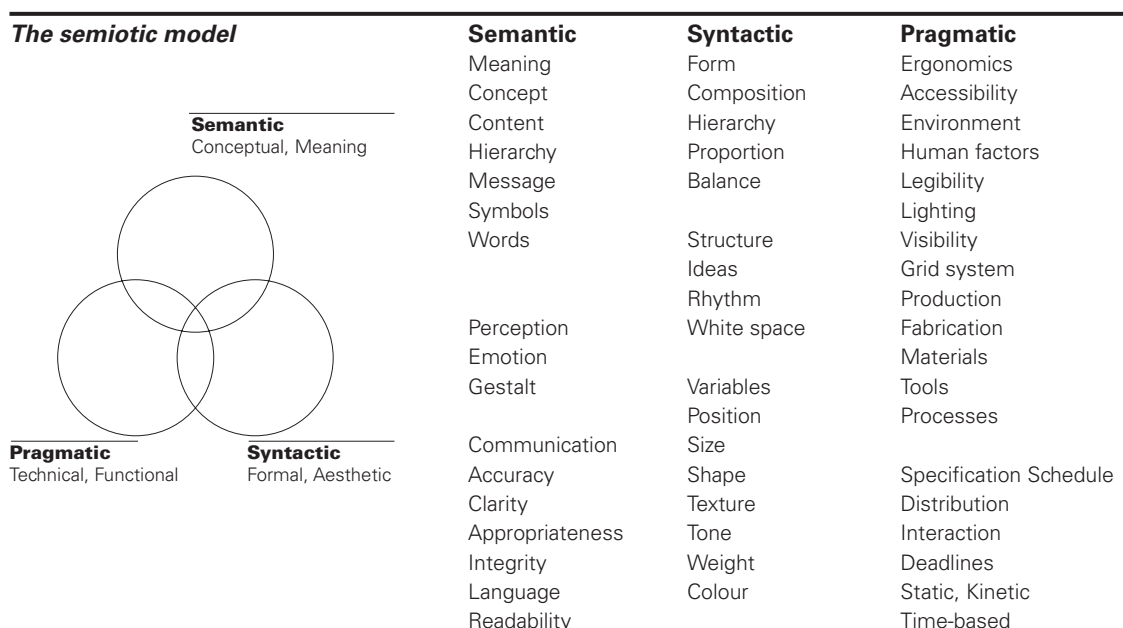 The semiotic model
Semantic
Conceptual, Meaning
Pragmatic
Technical, Functional
Syntactic
Formal, Aesthetic
Semantic
Meaning
Concept
Content
Hierarchy
Message
Symbols
Words
Perception
Emotion
Gestalt
Communication
Accuracy
Clarity
Appropriateness
Integrity
Language
Readability
Syntactic
Form
Composition
Hierarchy
Proportion
Balance
Structure
Ideas
Rhythm
White space
Variables
Position
Size
Shape
Texture
Tone
Weight
Colour
Pragmatic
Ergonomics
Accessibility
Environment
Human factors
Legibility
Lighting
Visibility
Grid system
Production
Fabrication
Materials
Tools
Processes
Specification Schedule
Distribution
Interaction
Deadlines
Static, Kinetic
Time-based